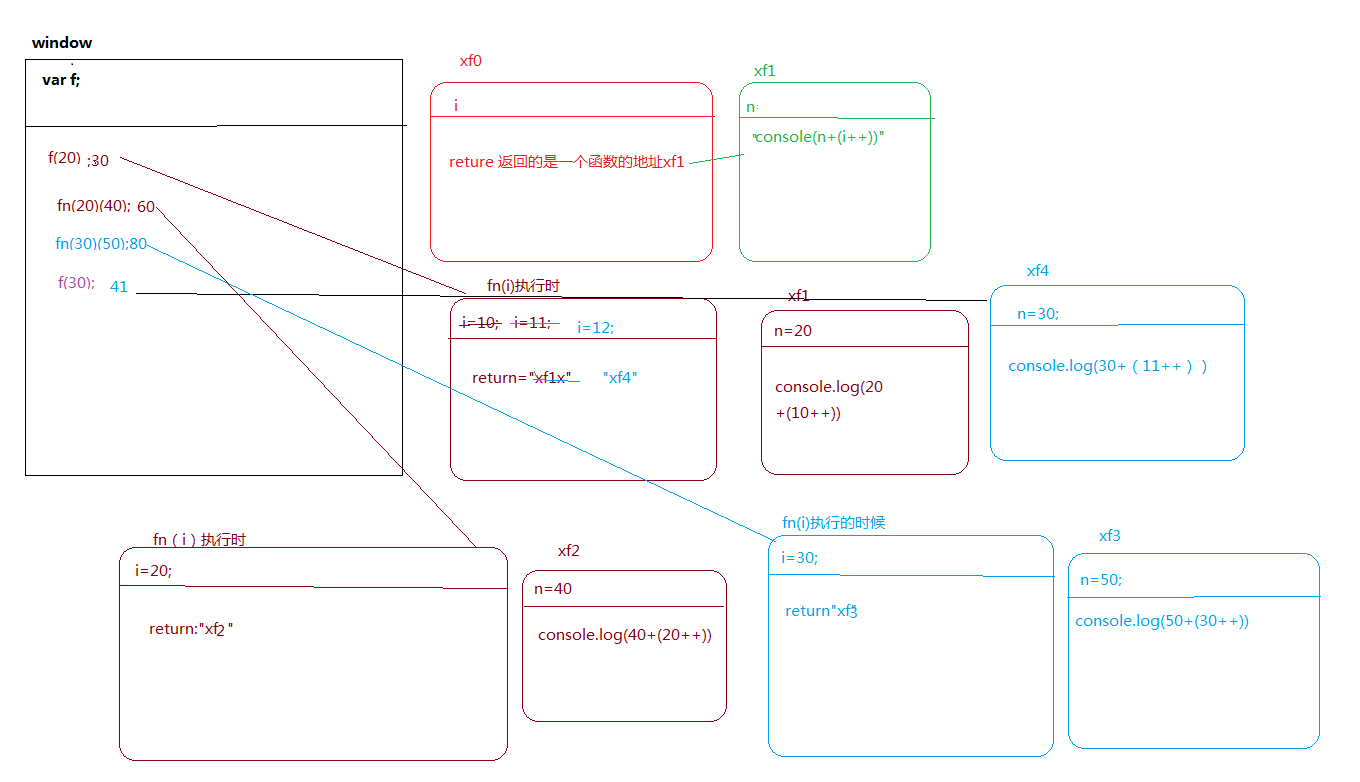 window
var f;
f(20) ;30
fn(20)(40); 60
fn(30)(50);80
f(30); 41
xf0
i
reture 返回的是一个函数的地址xf1
xf1
n:
"console(n+(i++))"
fn(i)执行时
i=10; i=11; i=12;
return="xf1x" "xf4"
xf1
n=20
console.log(20
+(10++))
xf4
n=30;
console.log(30+（11++））
fn（i）执行时
i=20;
return:"xf2"
xf2
n=40
console.log(40+(20++))
fn(i)执行的时候
i=30;
return"xf3
xf3
n=50;
console.log(50+(30++))